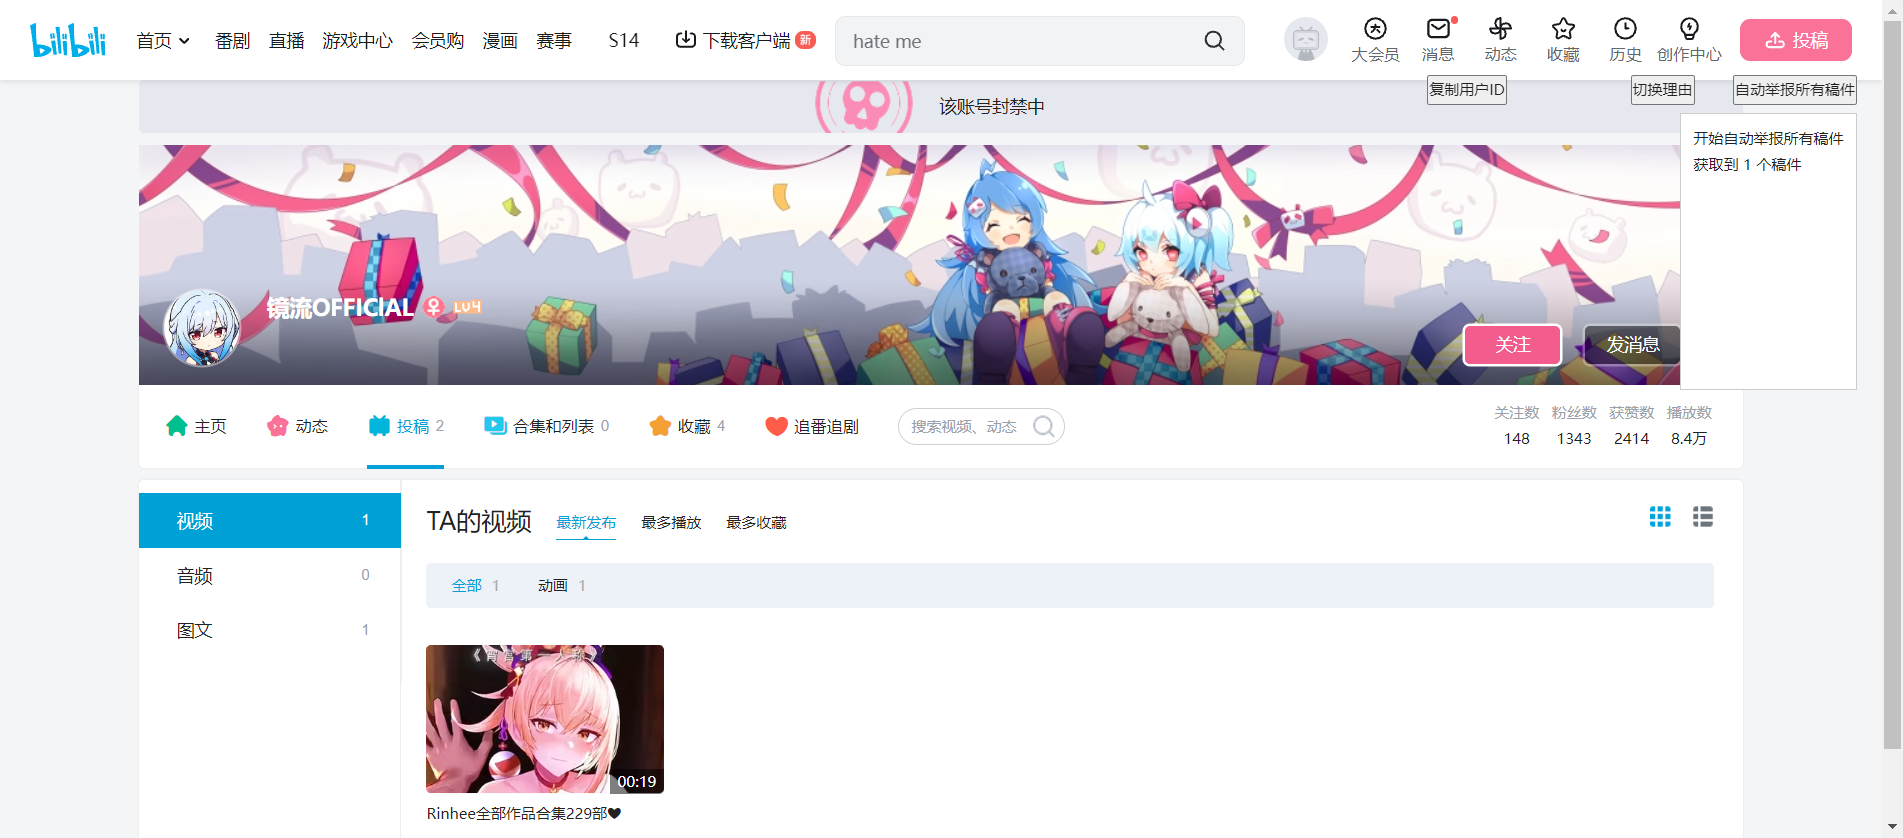 bilibili 首页 番剧 直播 游戏中心 会员购 漫画 赛事 S14 下载客户端 新 hate me 大会员 消息 动态 收藏 历史 创作中心 投稿
复制用户ID 切换理由 自动举报所有稿件
该账号封禁中
开始自动举报所有稿件
获取到 1 个稿件
镜流OFFICIAL LV4
关注 发消息
主页 动态 投稿 2 合集和列表 0 收藏 4 追番追剧 搜索视频、动态
关注数 粉丝数 获赞数 播放数
148 1343 2414 8.4万
视频 1
音频 0
图文 1
TA的视频 最新发布 最多播放 最多收藏
全部 1 动画 1
00:19
Rinhee全部作品合集229部♥